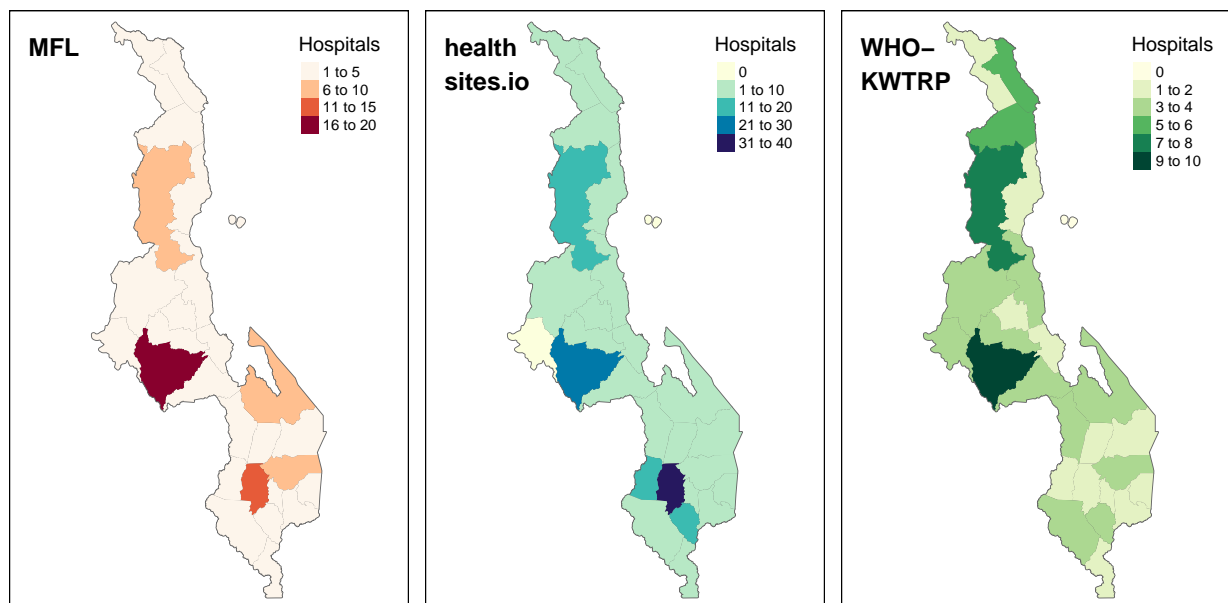 MFL
Hospitals
1 to 5
6 to 10
11 to 15
16 to 20
health
sites.io
Hospitals
0
1 to 10
11 to 20
21 to 30
31 to 40
WHO–
KWTRP
Hospitals
0
1 to 2
3 to 4
5 to 6
7 to 8
9 to 10